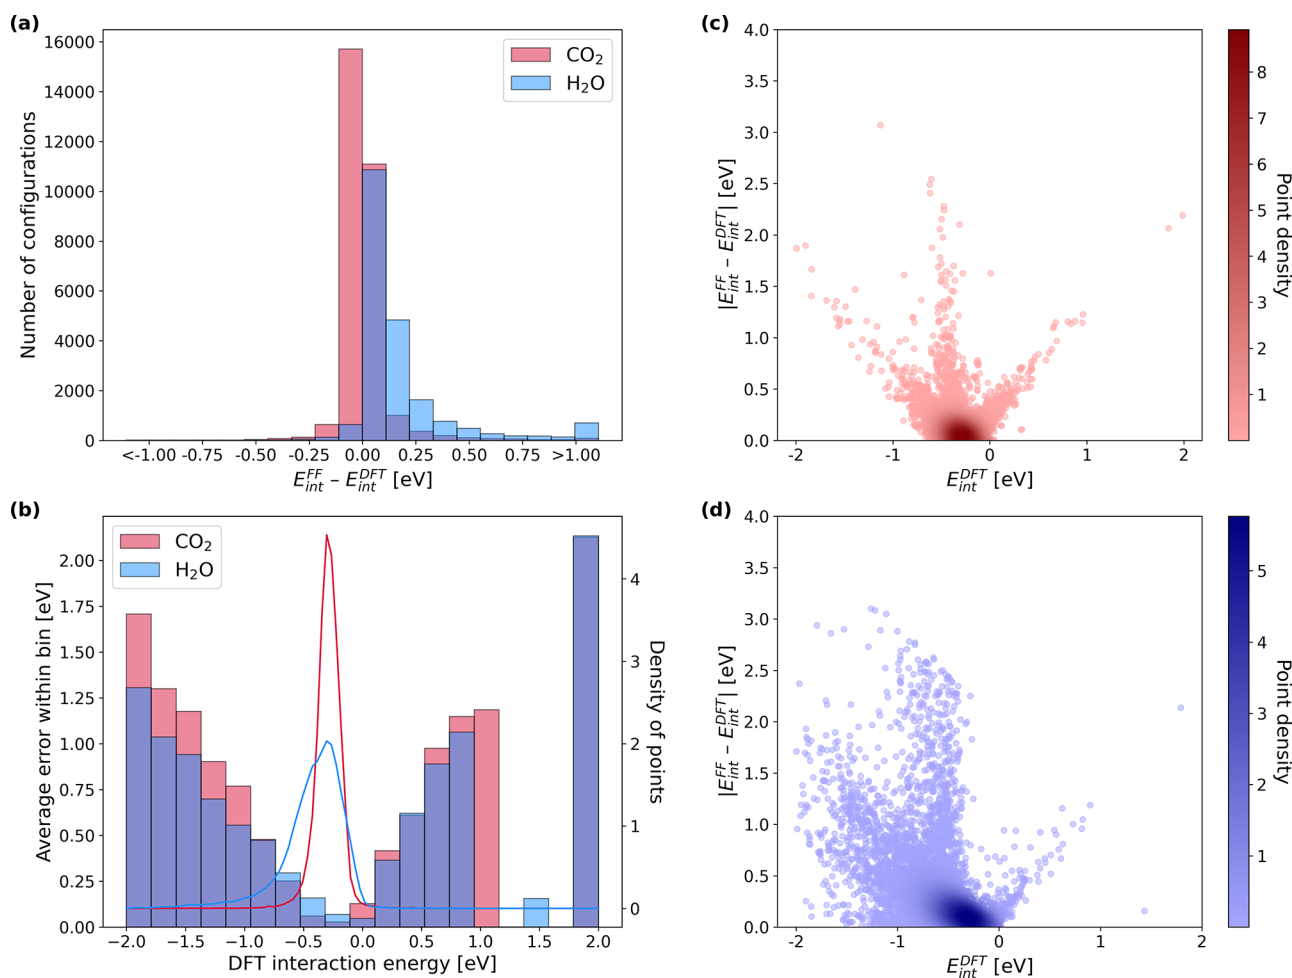 (a)
16000
14000
12000
10000
8000
6000
4000
2000
0
Number of configurations
CO₂
H₂O
<-1.00 -0.75 -0.50 -0.25 0.00 0.25 0.50 0.75 >1.00
E_int^FF – E_int^DFT [eV]
(c)
4.0
3.5
3.0
2.5
2.0
1.5
1.0
0.5
0.0
|E_int^FF – E_int^DFT| [eV]
-2 -1 0 1 2
E_int^DFT [eV]
8
7
6
5
4
3
2
1
Point density
(b)
2.00
1.75
1.50
1.25
1.00
0.75
0.50
0.25
0.00
Average error within bin [eV]
CO₂
H₂O
4
3
2
1
0
Density of points
−2.0 −1.5 −1.0 −0.5 0.0 0.5 1.0 1.5 2.0
DFT interaction energy [eV]
(d)
4.0
3.5
3.0
2.5
2.0
1.5
1.0
0.5
0.0
|E_int^FF – E_int^DFT| [eV]
-2 -1 0 1 2
E_int^DFT [eV]
5
4
3
2
1
Point density